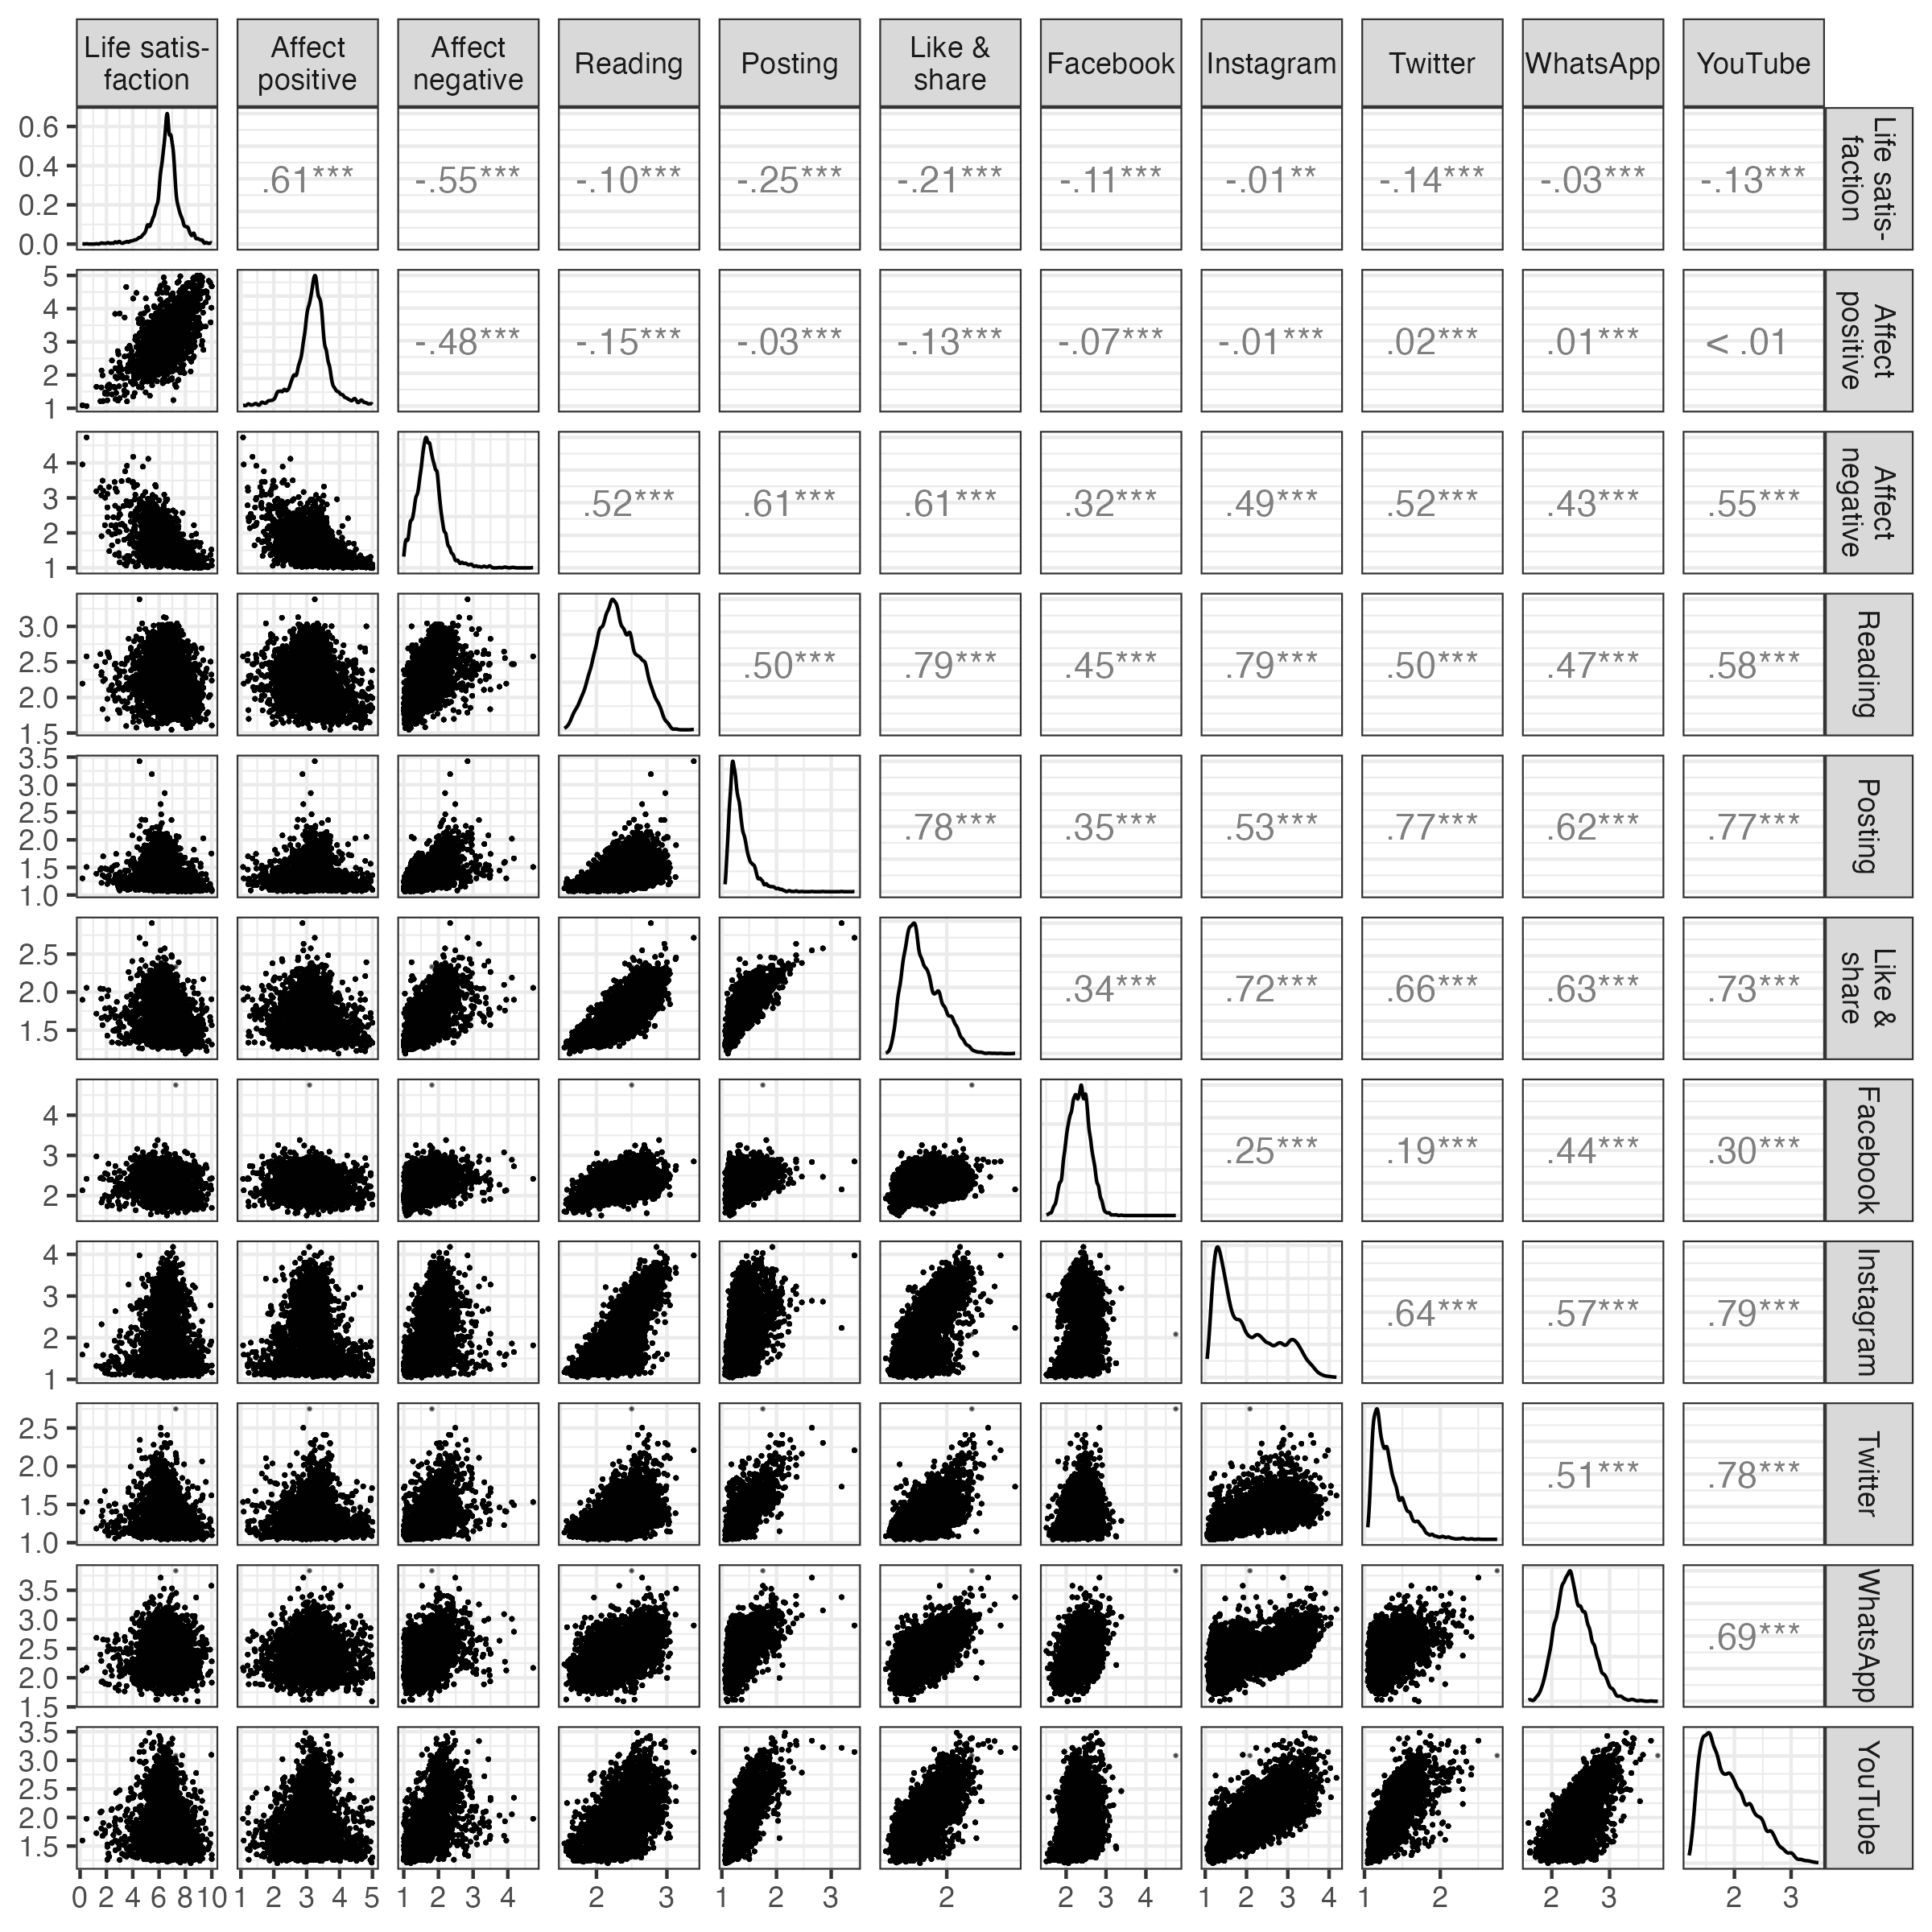 Life satis-
faction
Affect
positive
Affect
negative
Reading
Posting
Like &
share
Facebook
Instagram
Twitter
WhatsApp
YouTube
0.6
0.4
0.2
0.0
.61***
-.55***
-.10***
-.25***
-.21***
-.11***
-.01**
-.14***
-.03***
-.13***
Life satis-
faction
5
4
3
2
1
-.48***
-.15***
-.03***
-.13***
-.07***
-.01***
.02***
.01***
< .01
Affect
positive
4
3
2
1
.52***
.61***
.61***
.32***
.49***
.52***
.43***
.55***
Affect
negative
3.0
2.5
2.0
1.5
.50***
.79***
.45***
.79***
.50***
.47***
.58***
Reading
3.5
3.0
2.5
2.0
1.5
1.0
.78***
.35***
.53***
.77***
.62***
.77***
Posting
2.5
2.0
1.5
.34***
.72***
.66***
.63***
.73***
Like &
share
4
3
2
.25***
.19***
.44***
.30***
Facebook
4
3
2
1
.64***
.57***
.79***
Instagram
2.5
2.0
1.5
1.0
.51***
.78***
Twitter
3.5
3.0
2.5
2.0
1.5
.69***
WhatsApp
3.5
3.0
2.5
2.0
1.5
YouTube
0 2 4 6 8 10
1 2 3 4 5
1 2 3 4
2 3
1 2 3
2
2 3 4
1 2 3 4
1 2
2 3
2 3